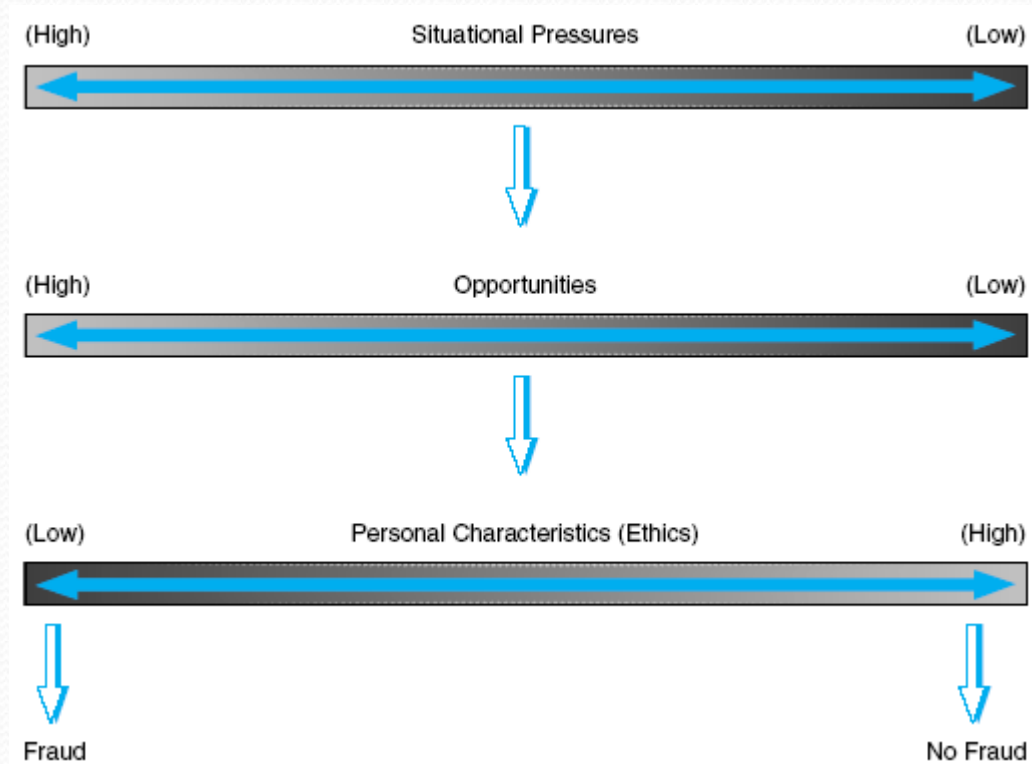 (High) Situational Pressures (Low)
(High) Opportunities (Low)
(Low) Personal Characteristics (Ethics) (High)
Fraud No Fraud